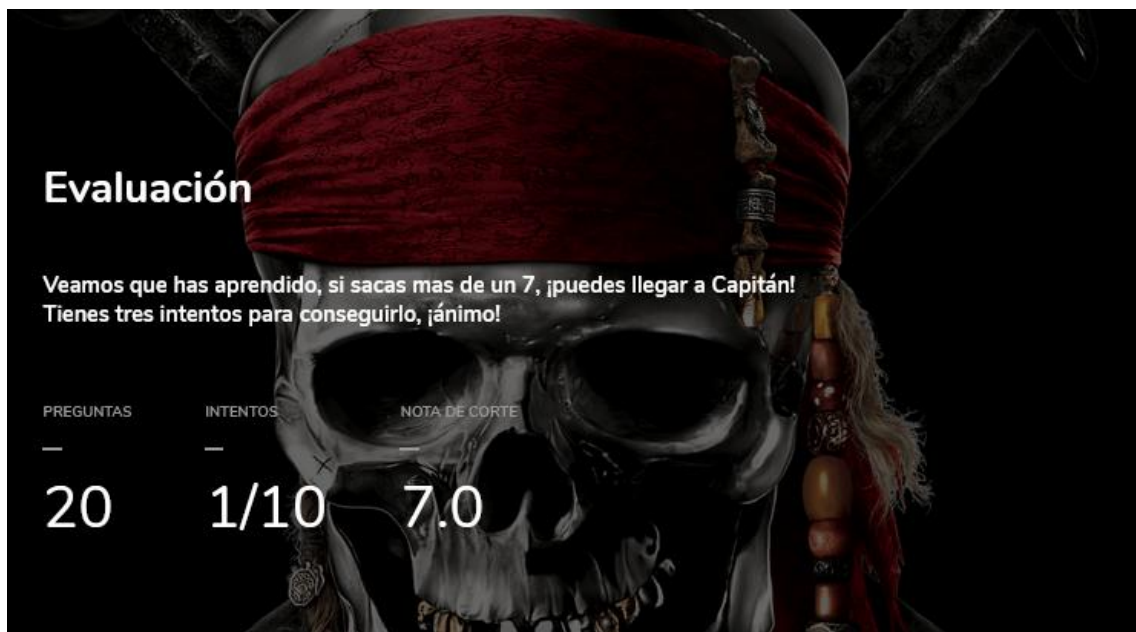 Evaluación
Veamos que has aprendido, si sacas mas de un 7, ¡puedes llegar a Capitán!
Tienes tres intentos para conseguirlo, ¡ánimo!
PREGUNTAS INTENTOS NOTA DE CORTE
20 1/10 7.0